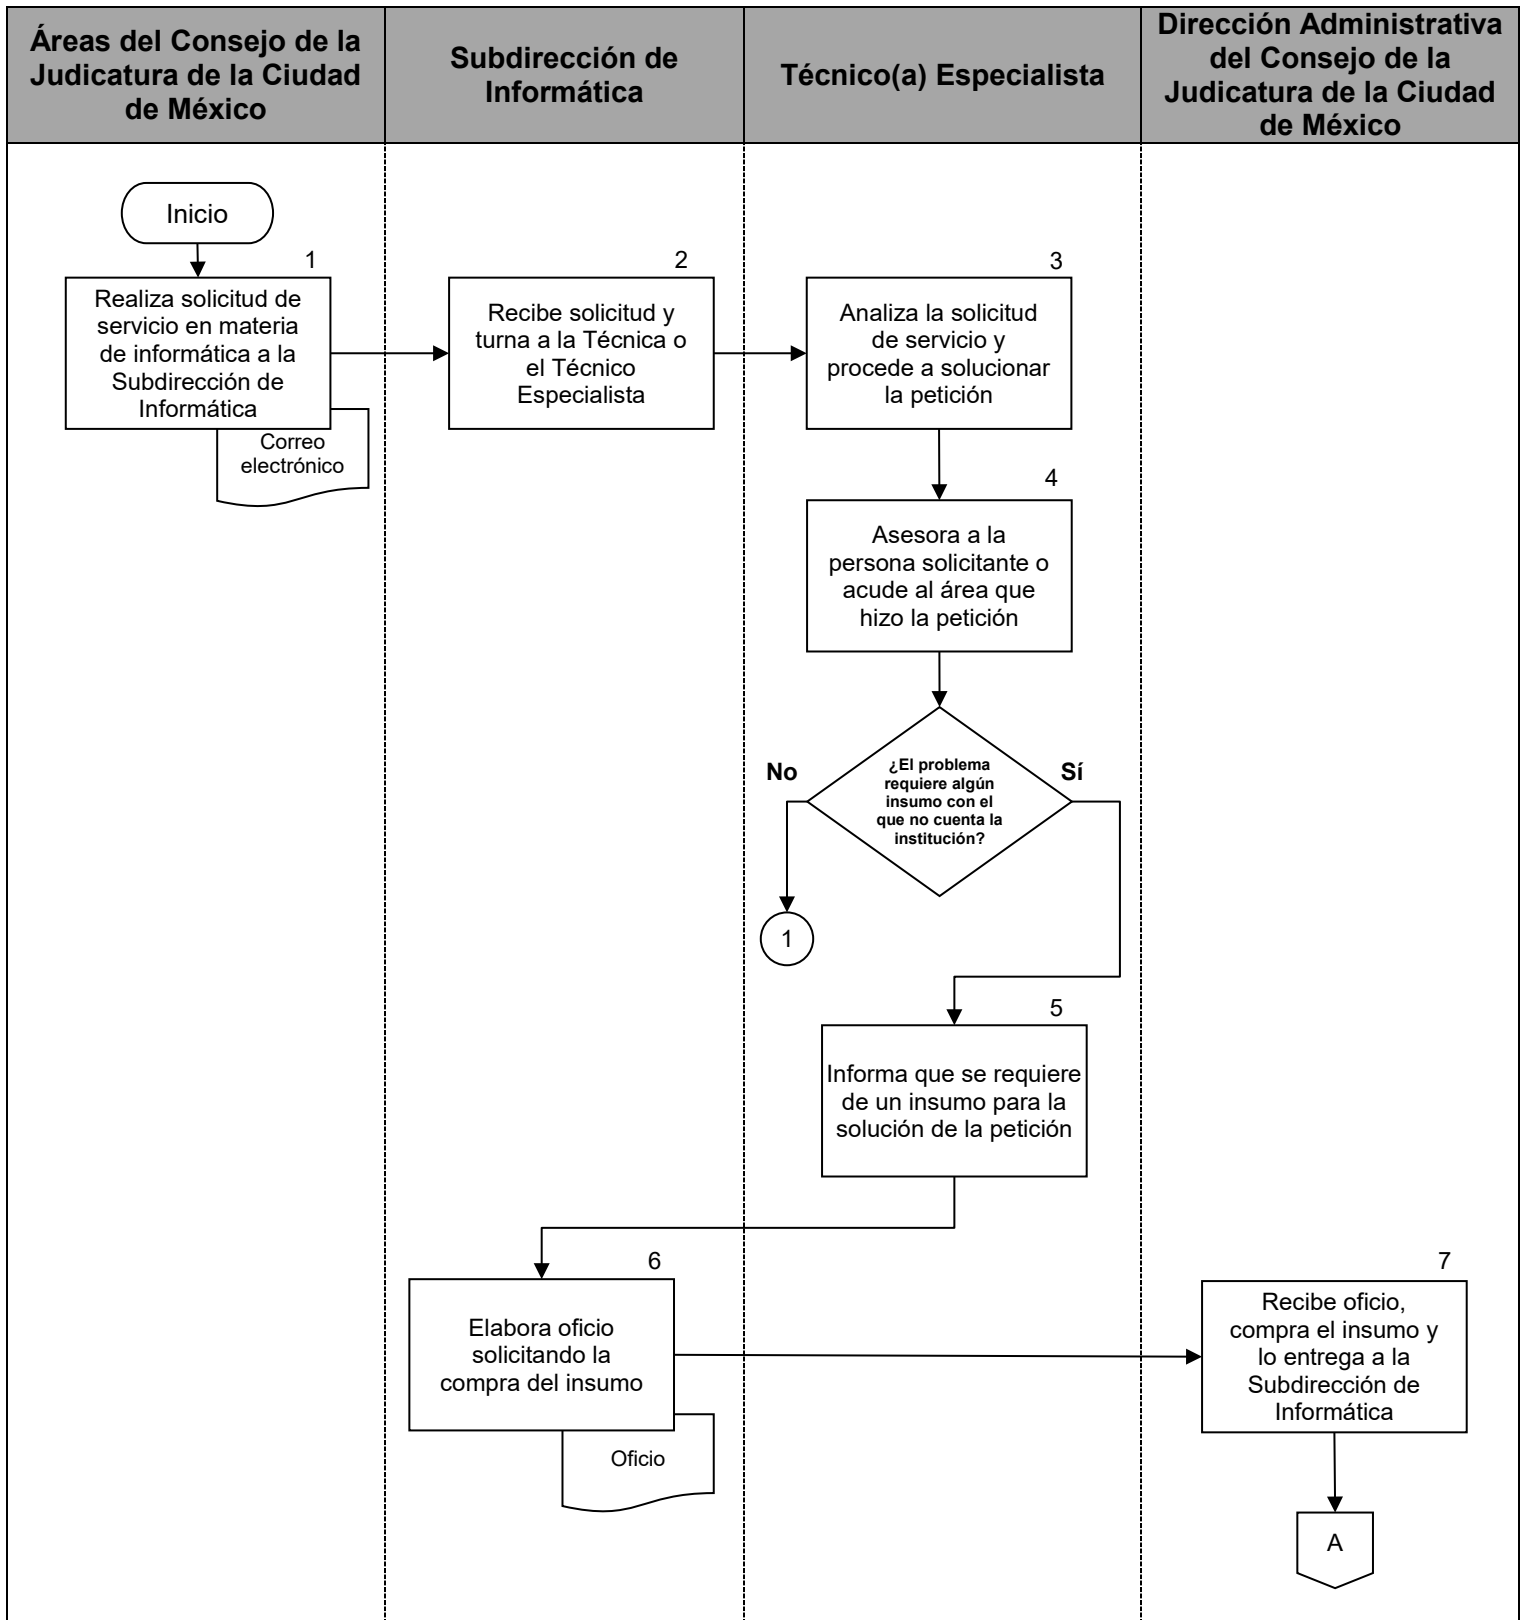 Áreas del Consejo de la
Judicatura de la Ciudad
de México
Subdirección de
Informática
Técnico(a) Especialista
Dirección Administrativa
del Consejo de la
Judicatura de la Ciudad
de México
Inicio
1
Realiza solicitud de
servicio en materia
de informática a la
Subdirección de
Informática
Correo
electrónico
2
Recibe solicitud y
turna a la Técnica o
el Técnico
Especialista
3
Analiza la solicitud
de servicio y
procede a solucionar
la petición
4
Asesora a la
persona solicitante o
acude al área que
hizo la petición
No
¿El problema
requiere algún
insumo con el
que no cuenta la
institución?
Sí
1
5
Informa que se requiere
de un insumo para la
solución de la petición
6
Elabora oficio
solicitando la
compra del insumo
Oficio
7
Recibe oficio,
compra el insumo y
lo entrega a la
Subdirección de
Informática
A